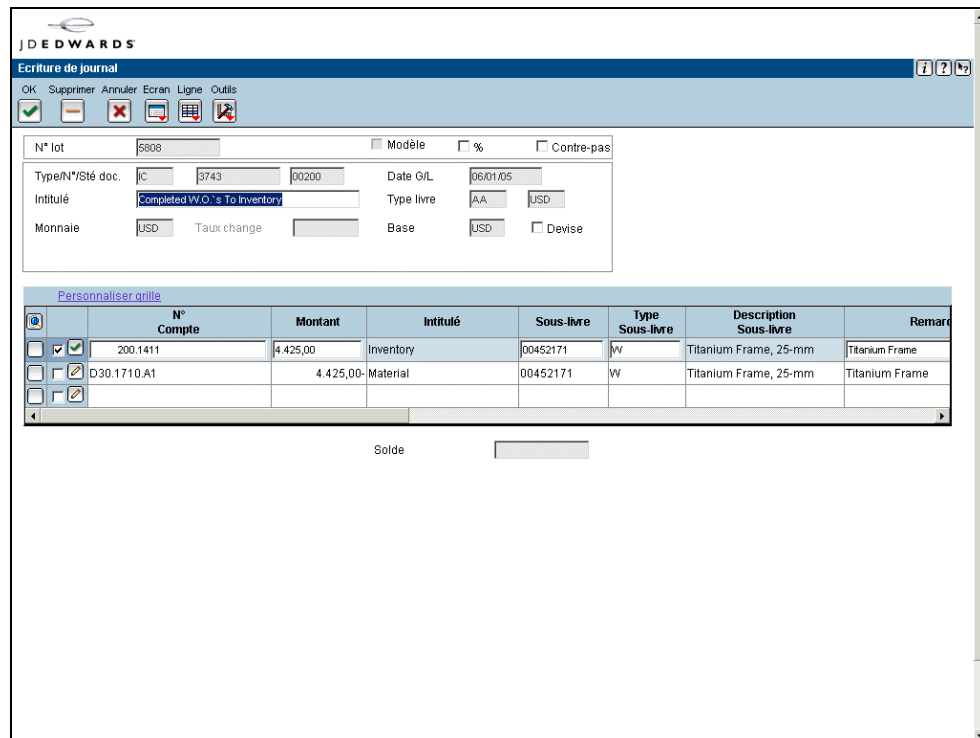 JDEDWARDS
Ecriture de journal
OK Supprimer Annuler Ecran Ligne Outils
N° lot 5808 Modèle % Contre-pas
Type/N°/Sté doc. IC 3743 00200 Date G/L 06/01/05
Intitulé Completed W.O.`s To Inventory Type livre AA USD
Monnaie USD Taux change Base USD Devise
Personnaliser grille
N° Compte Montant Intitulé Sous-livre Type Sous-livre Description Sous-livre Remarq
200.1411 4.425,00 Inventory 00452171 W Titanium Frame, 25-mm Titanium Frame
D30.1710.A1 4.425,00- Material 00452171 W Titanium Frame, 25-mm Titanium Frame
Solde